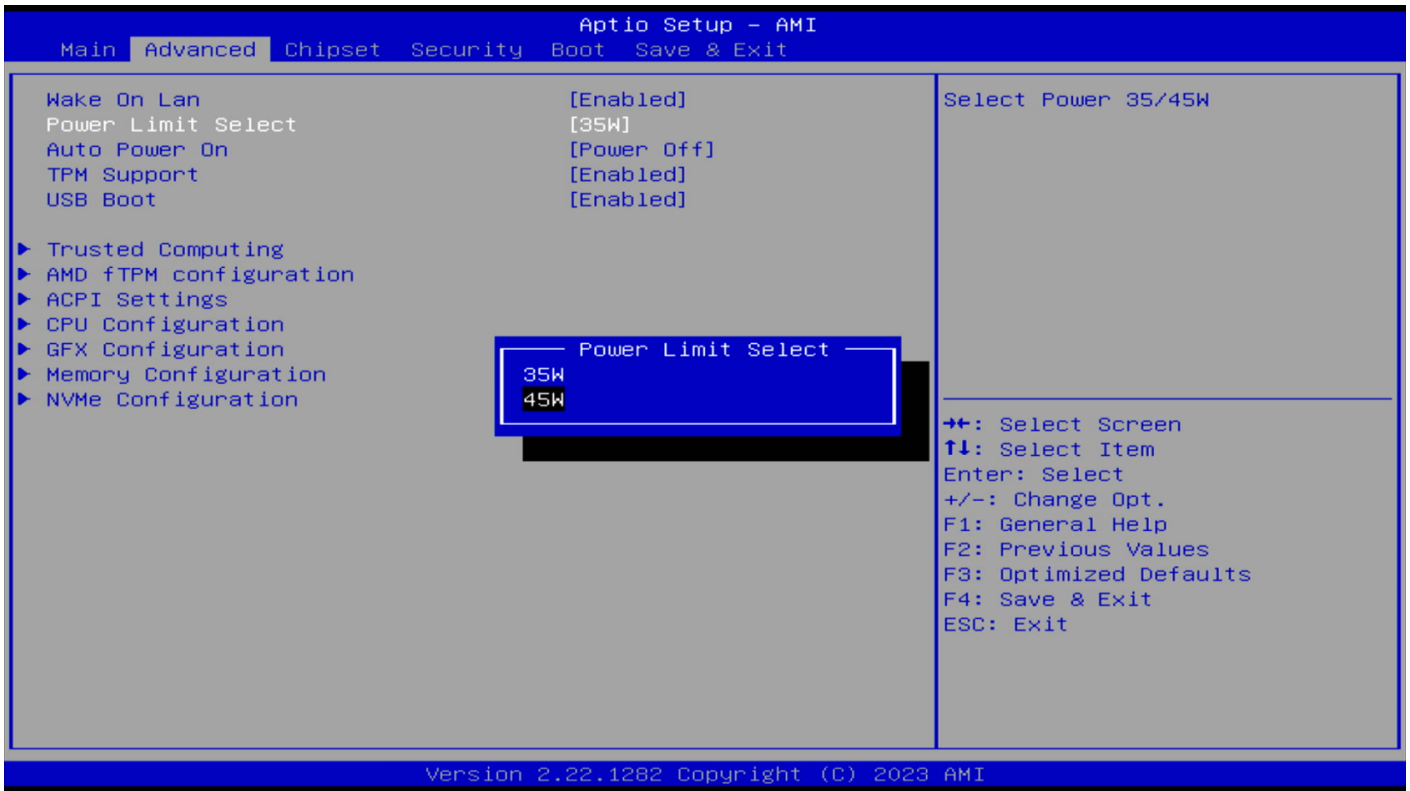 Aptio Setup - AMI
Main Advanced Chipset Security Boot Save & Exit
Wake On Lan [Enabled]
Power Limit Select [35W]
Auto Power On [Power Off]
TPM Support [Enabled]
USB Boot [Enabled]
▶ Trusted Computing
▶ AMD fTPM configuration
▶ ACPI Settings
▶ CPU Configuration
▶ GFX Configuration
▶ Memory Configuration
▶ NVMe Configuration
Power Limit Select
35W
45W
Select Power 35/45W
→←: Select Screen
↑↓: Select Item
Enter: Select
+/-: Change Opt.
F1: General Help
F2: Previous Values
F3: Optimized Defaults
F4: Save & Exit
ESC: Exit
Version 2.22.1282 Copyright (C) 2023 AMI